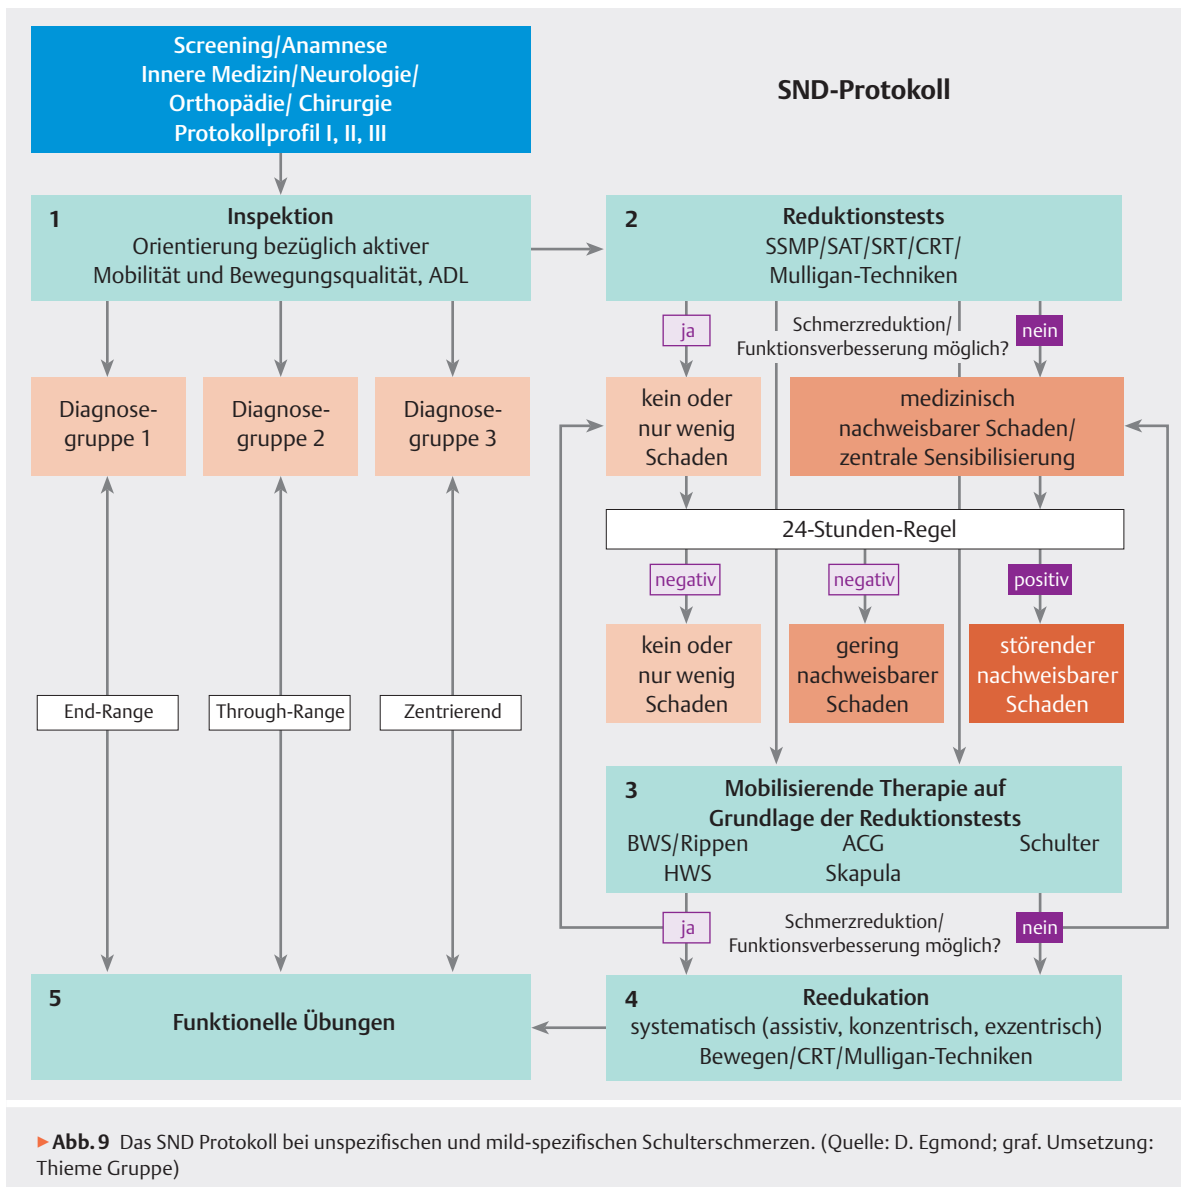 Screening/Anamnese
Innere Medizin/Neurologie/
Orthopädie/ Chirurgie
Protokollprofil I, II, III
SND-Protokoll
1
Inspektion
Orientierung bezüglich aktiver
Mobilität und Bewegungsqualität, ADL
2
Reduktionstests
SSMP/SAT/SRT/CRT/
Mulligan-Techniken
ja
Schmerzreduktion/
Funktionsverbesserung möglich?
nein
Diagnose-
gruppe 1
Diagnose-
gruppe 2
Diagnose-
gruppe 3
kein oder
nur wenig
Schaden
medizinisch
nachweisbarer Schaden/
zentrale Sensibilisierung
24-Stunden-Regel
negativ
negativ
positiv
kein oder
nur wenig
Schaden
gering
nachweisbarer
Schaden
störender
nachweisbarer
Schaden
End-Range
Through-Range
Zentrierend
3
Mobilisierende Therapie auf
Grundlage der Reduktionstests
BWS/Rippen
HWS
ACG
Skapula
Schulter
ja
Schmerzreduktion/
Funktionsverbesserung möglich?
nein
5
Funktionelle Übungen
4
Reedukation
systematisch (assistiv, konzentrisch, exzentrisch)
Bewegen/CRT/Mulligan-Techniken
►Abb. 9 Das SND Protokoll bei unspezifischen und mild-spezifischen Schulterschmerzen. (Quelle: D. Egmond; graf. Umsetzung:
Thieme Gruppe)